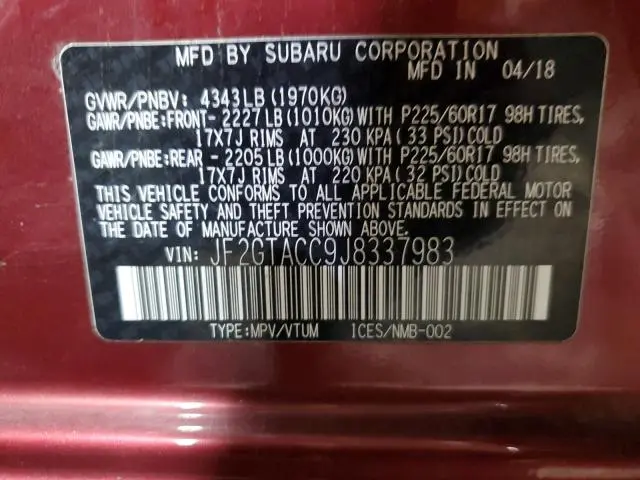 MFD BY SUBARU CORPORATION
MFD IN 04/18
GVWR/PNBV: 4343LB(1970KG)
GAWR/PNBE:FRONT- 2227LB(1010KG)WITH P225/60R17 98H TIRES,
17X7J RIMS AT 230 KPA( 33 PSI)COLD
GAWR/PNBE:REAR - 2205LB(1000KG)WITH P225/60R17 98H TIRES,
17X7J RIMS AT 220 KPA( 32 PSI)COLD
THIS VEHICLE CONFORMS TO ALL APPLICABLE FEDERAL MOTOR
VEHICLE SAFETY AND THEFT PREVENTION STANDARDS IN EFFECT ON
THE DATE OF MANUFACTURE SHOWN ABOVE.
VIN: JF2GTACC9J8337983
TYPE:MPV/VTUM ICES/NMB-002